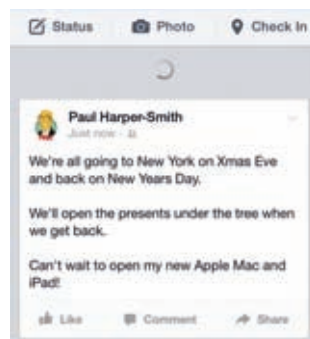 Status Photo Check In
Paul Harper-Smith
Just now
We're all going to New York on Xmas Eve
and back on New Years Day.
We'll open the presents under the tree when
we get back.
Can't wait to open my new Apple Mac and
iPad!
Like Comment Share